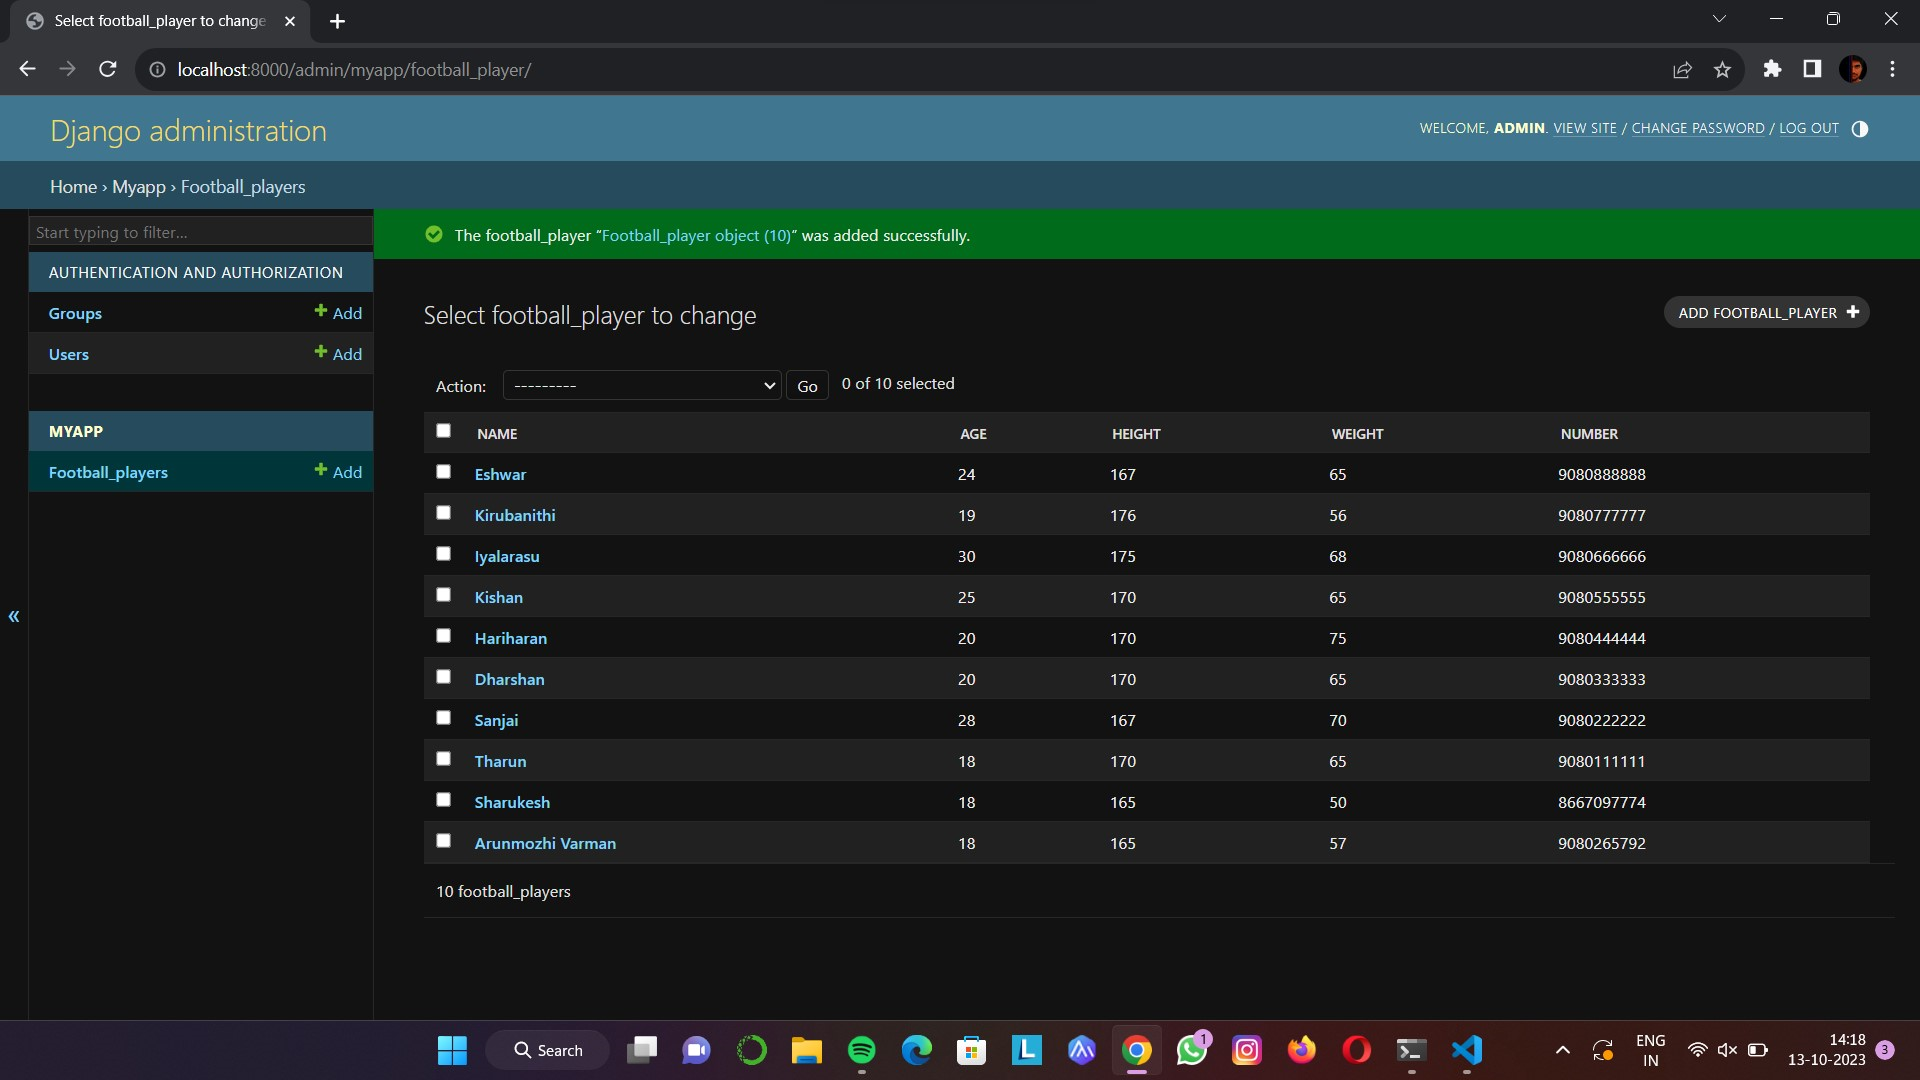 Select football_player to change
localhost:8000/admin/myapp/football_player/
Django administration
WELCOME, ADMIN. VIEW SITE / CHANGE PASSWORD / LOG OUT
Home › Myapp › Football_players
Start typing to filter...
AUTHENTICATION AND AUTHORIZATION
Groups + Add
Users + Add
MYAPP
Football_players + Add
«
The football_player “Football_player object (10)” was added successfully.
Select football_player to change
ADD FOOTBALL_PLAYER +
Action: --------- Go 0 of 10 selected
NAME AGE HEIGHT WEIGHT NUMBER
Eshwar 24 167 65 9080888888
Kirubanithi 19 176 56 9080777777
Iyalarasu 30 175 68 9080666666
Kishan 25 170 65 9080555555
Hariharan 20 170 75 9080444444
Dharshan 20 170 65 9080333333
Sanjai 28 167 70 9080222222
Tharun 18 170 65 9080111111
Sharukesh 18 165 50 8667097774
Arunmozhi Varman 18 165 57 9080265792
10 football_players
Search
L
1
ENG
IN
14:18
13-10-2023
3